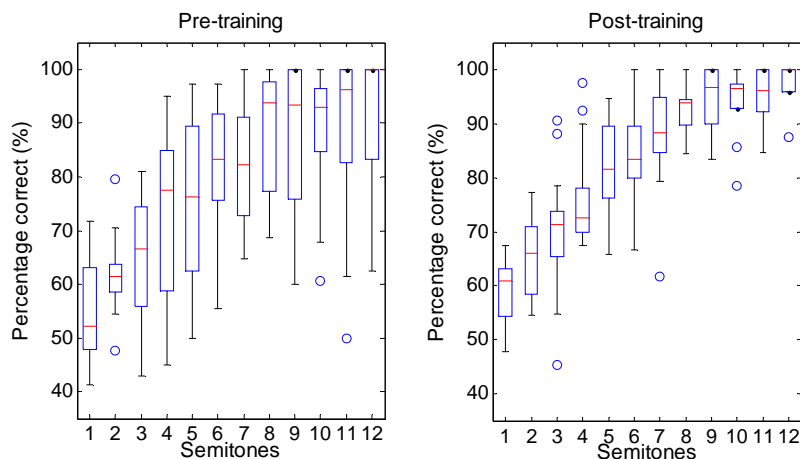 Pre-training
Percentage correct (%)
100
90
80
70
60
50
40
1 2 3 4 5 6 7 8 9 10 11 12
Semitones
Post-training
Percentage correct (%)
100
90
80
70
60
50
40
1 2 3 4 5 6 7 8 9 10 11 12
Semitones